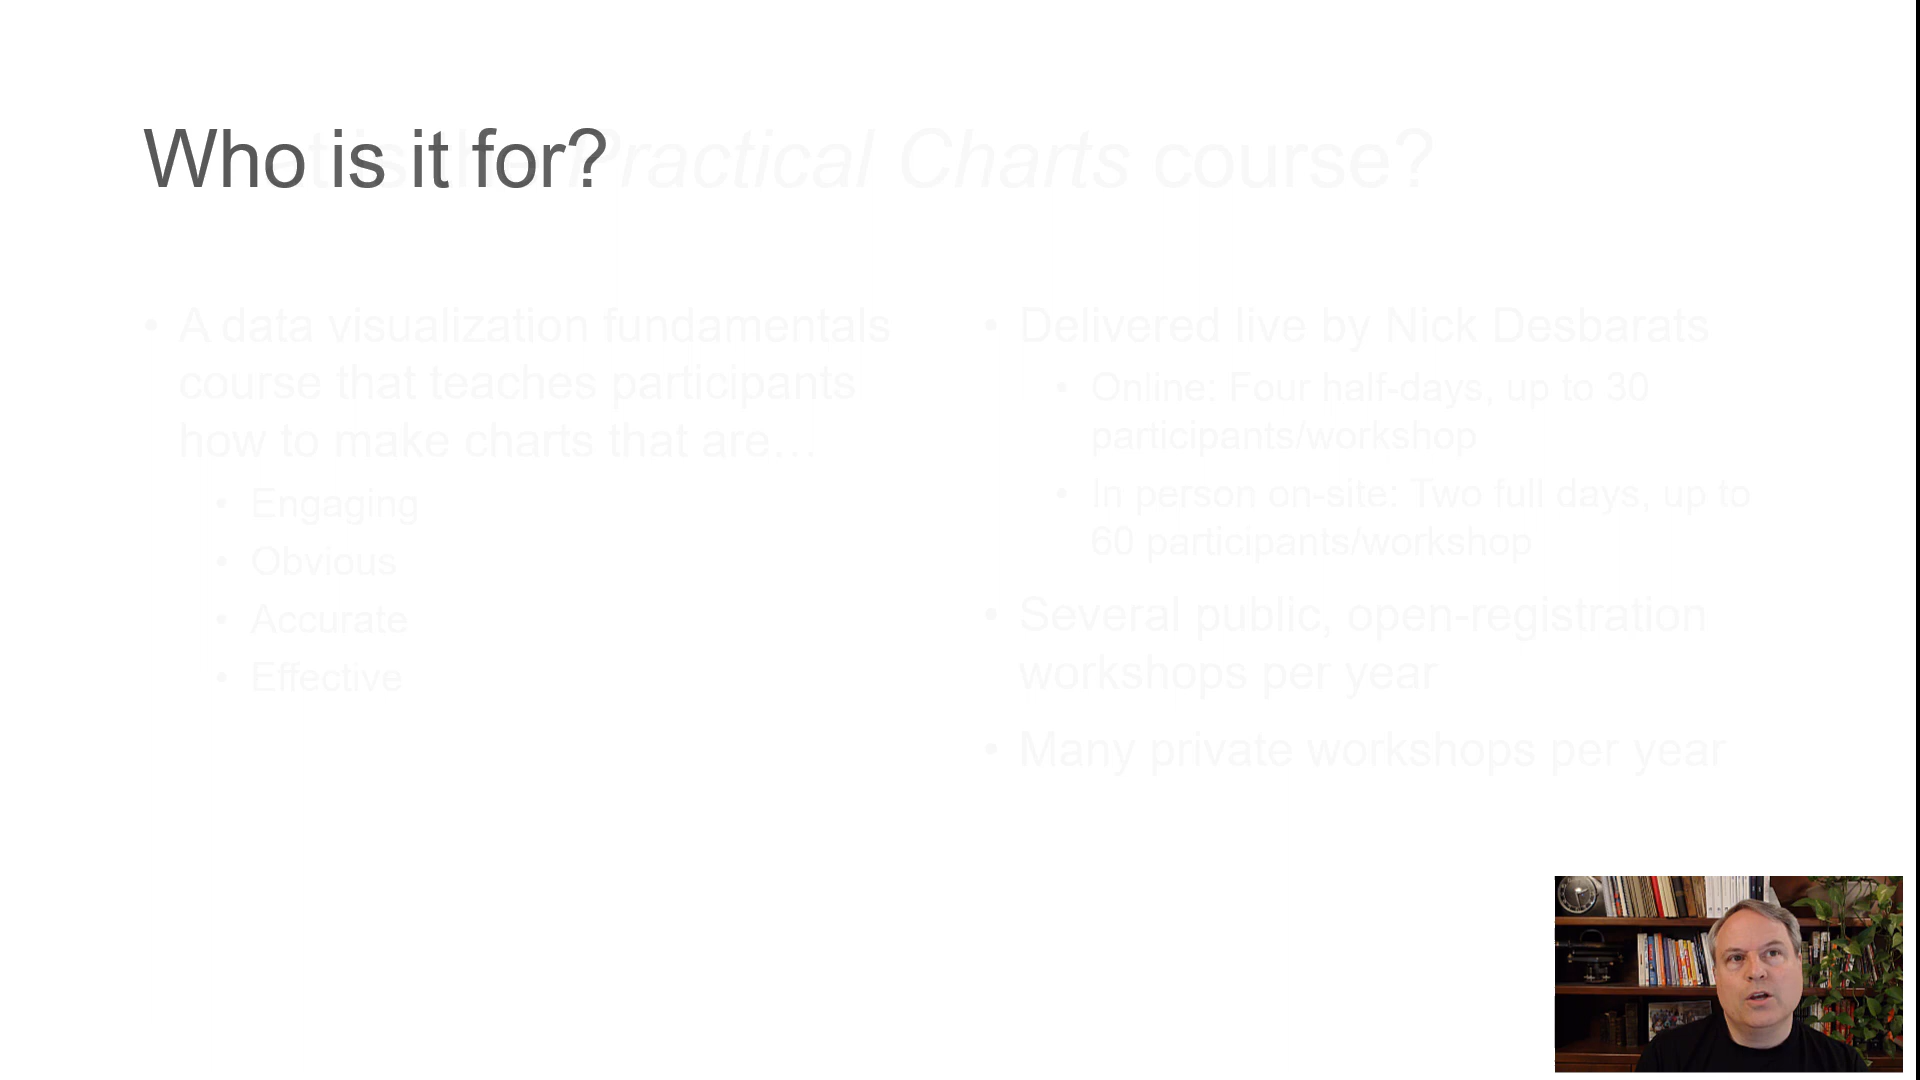 Who is it for?
Practical Charts course?
• A data visualization fundamentals
course that teaches participants
how to make charts that are…
• Engaging
• Obvious
• Accurate
• Effective
• Delivered live by Nick Desbarats
• Online: Four half-days, up to 30
participants/workshop
• In person on-site: Two full days, up to
60 participants/workshop
• Several public, open-registration
workshops per year
• Many private workshops per year